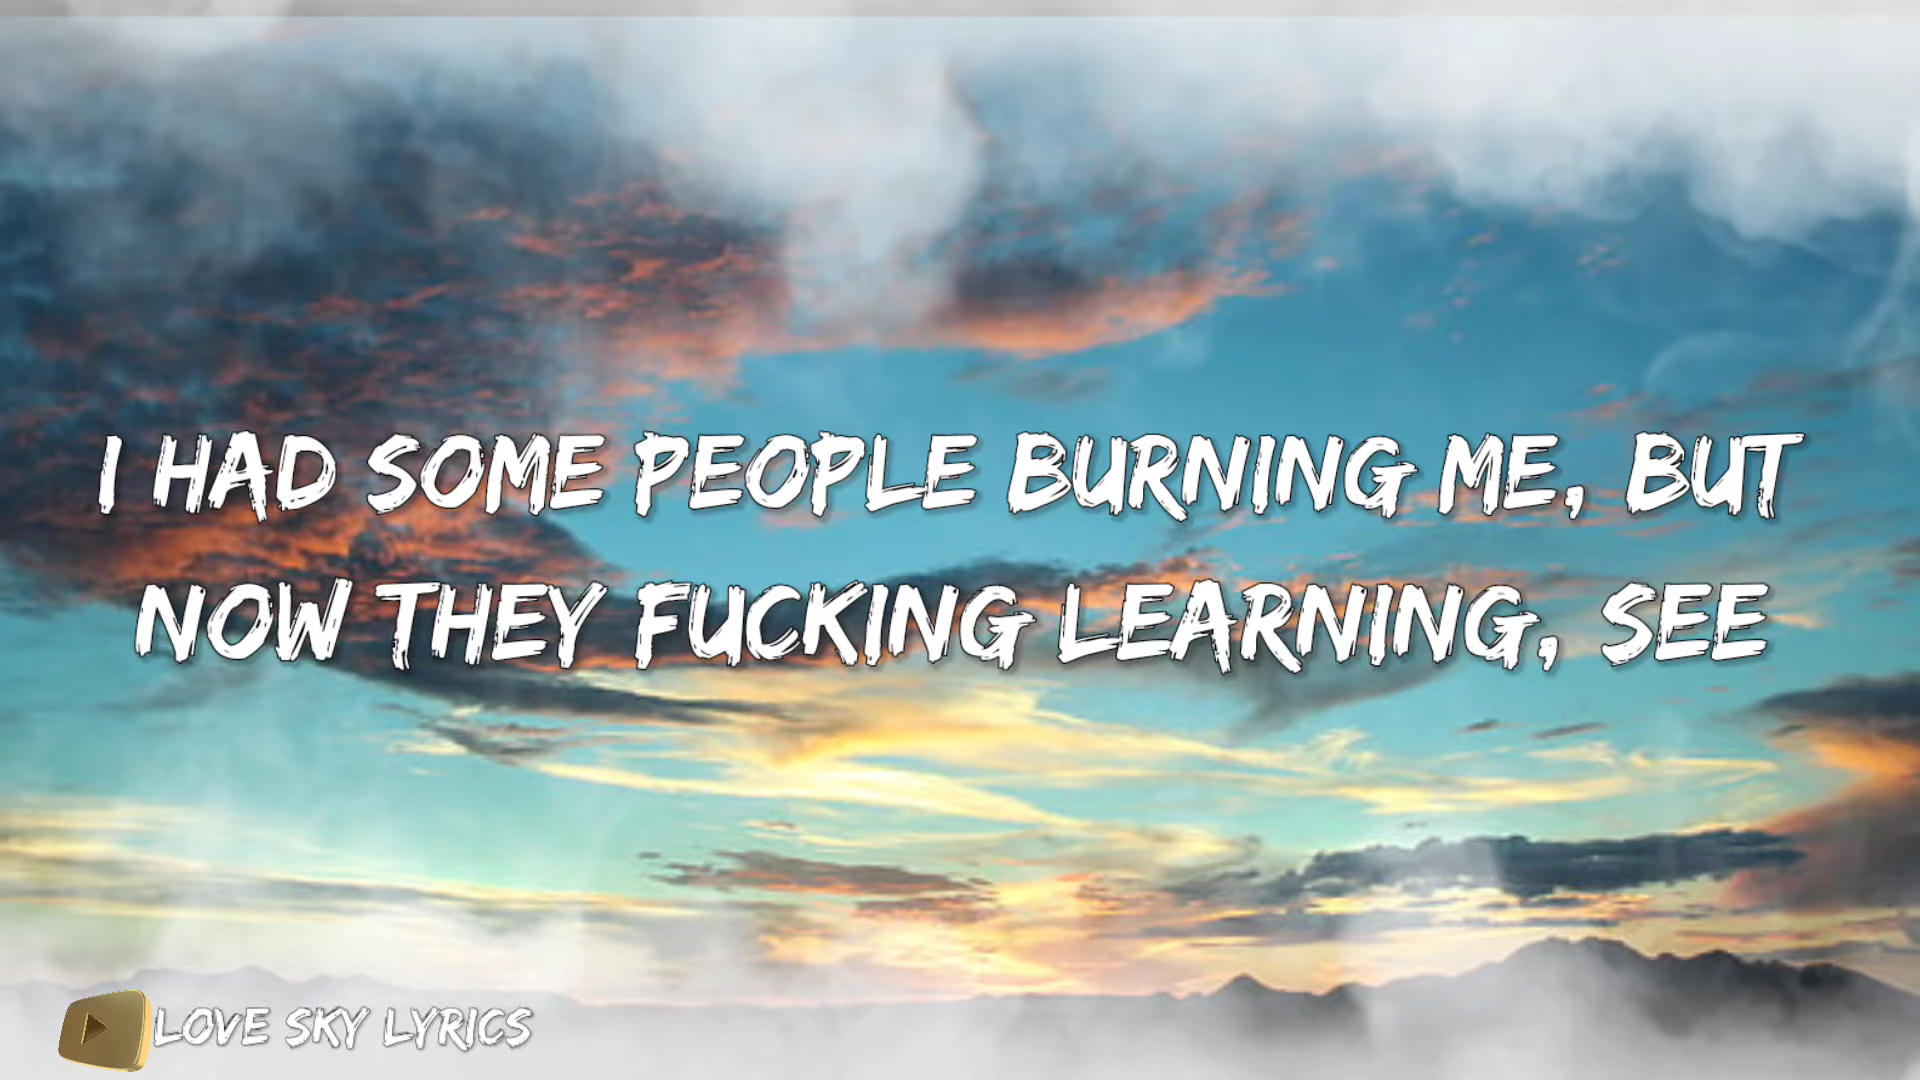 I HAD SOME PEOPLE BURNING ME, BUT
NOW THEY FUCKING LEARNING, SEE
LOVE SKY LYRICS